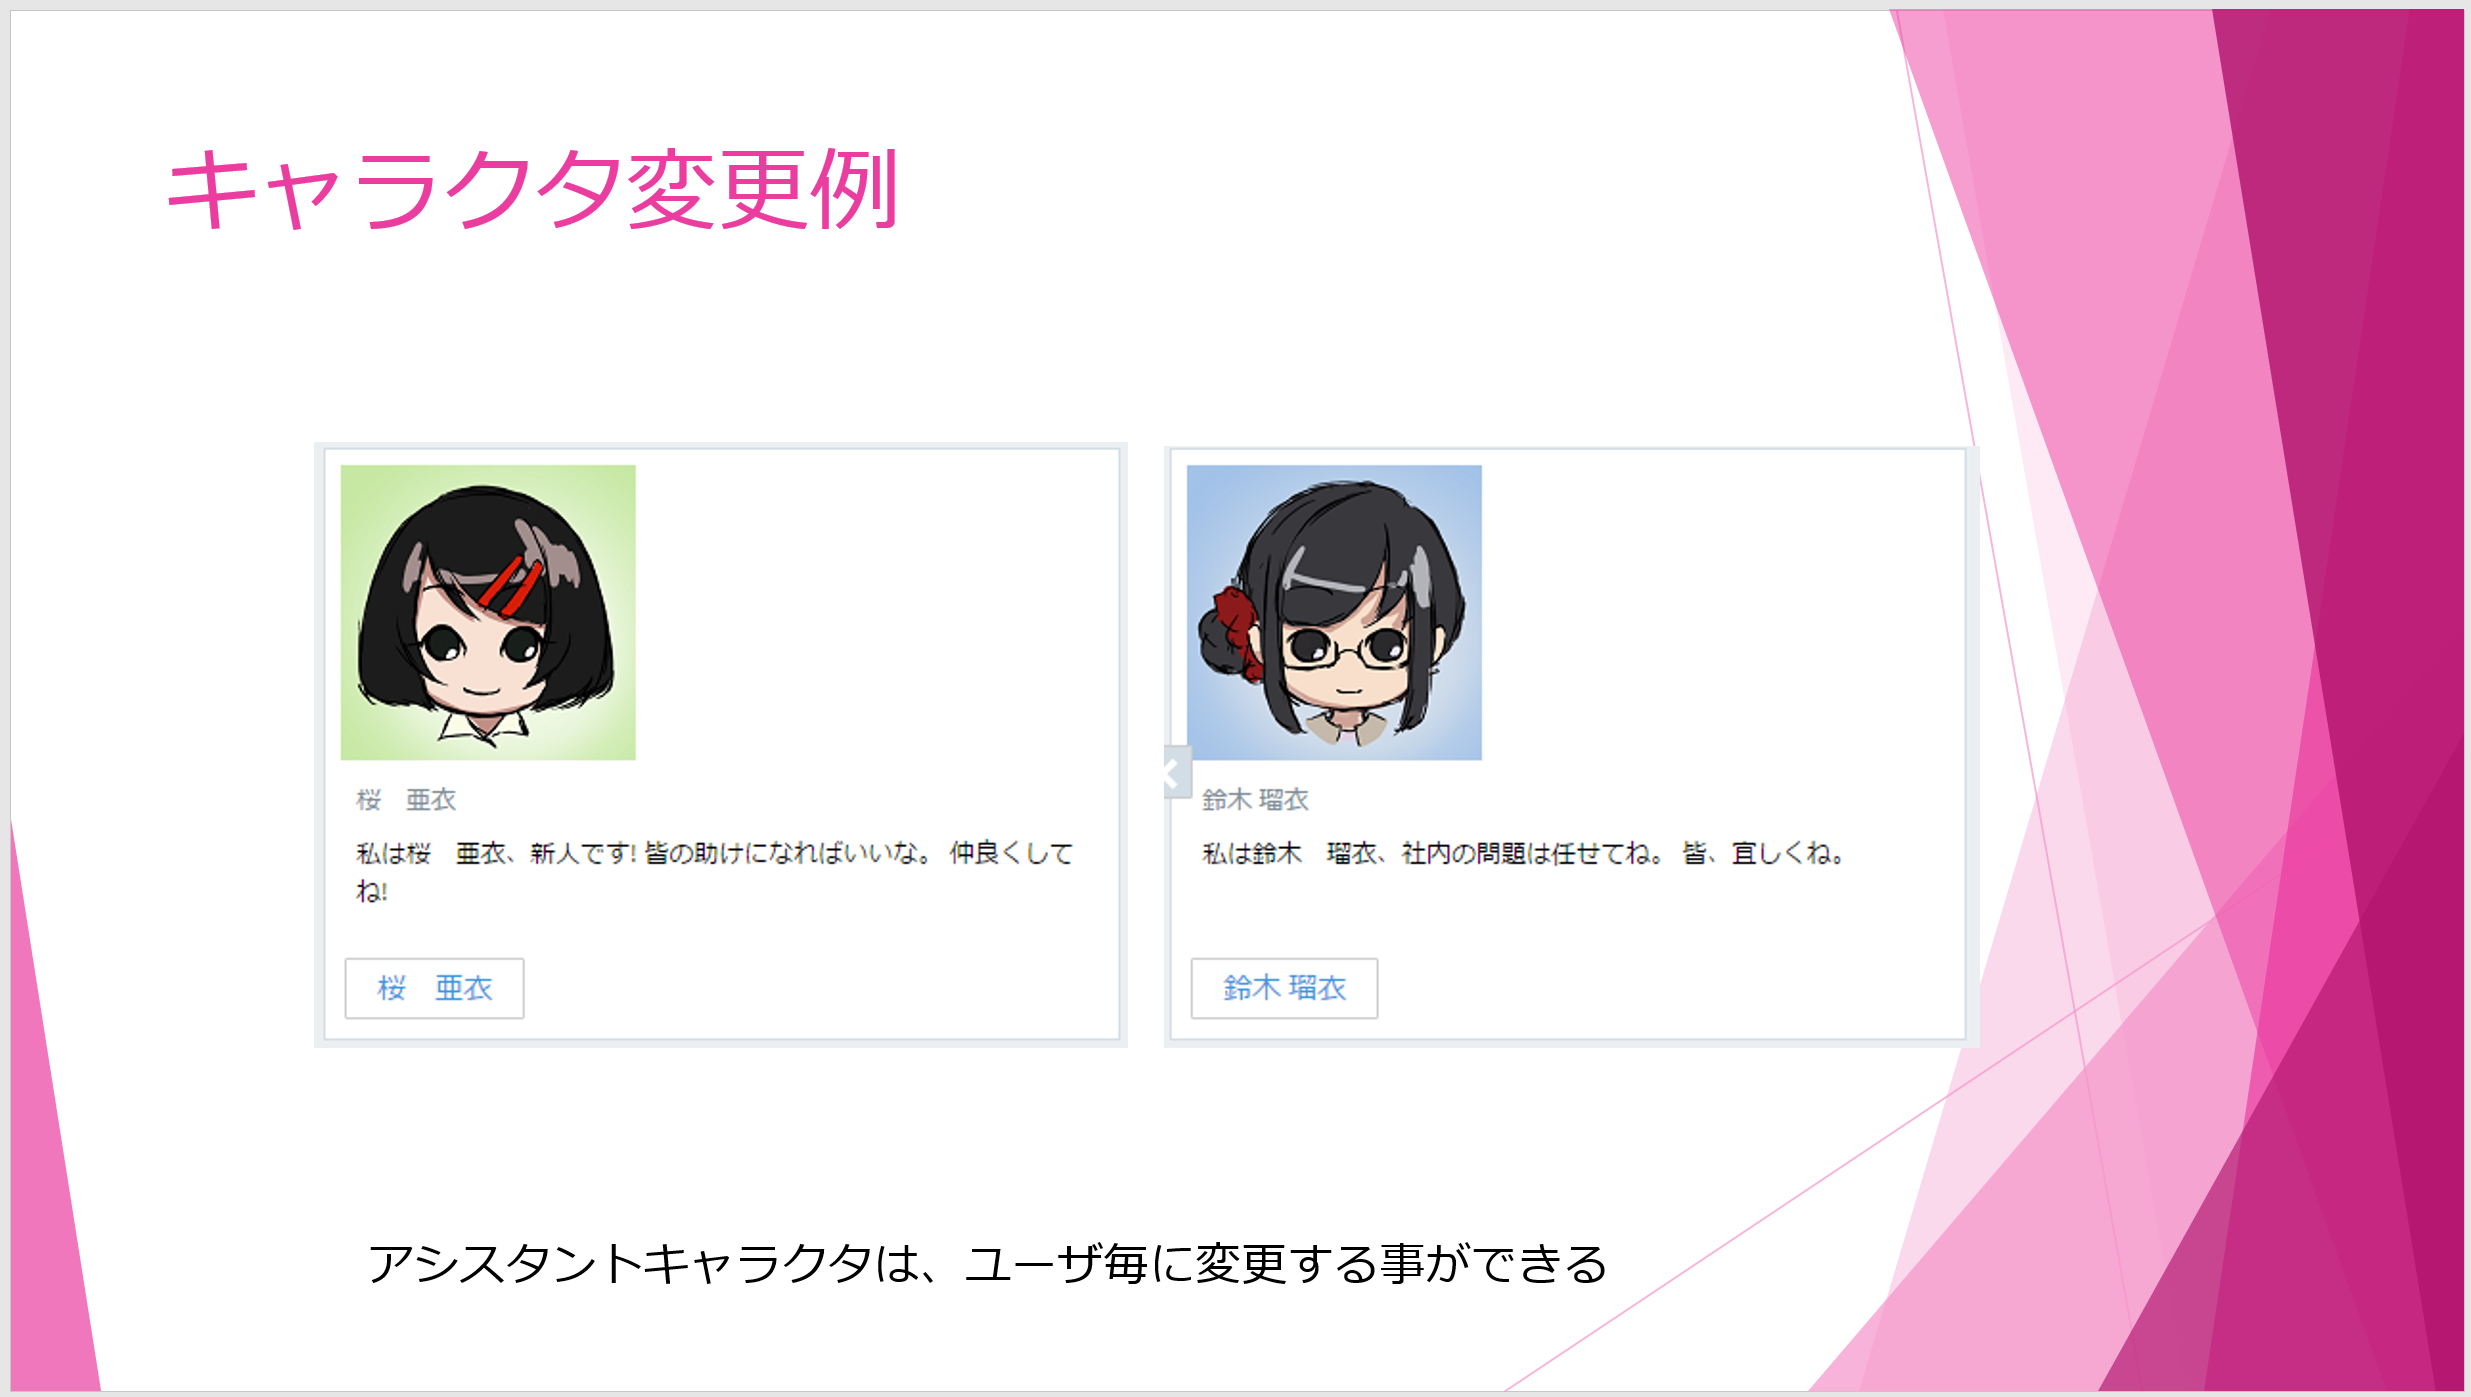 キャラクタ変更例
桜　亜衣
私は桜　亜衣、新人です! 皆の助けになればいいな。 仲良くして
ね!
桜　亜衣
鈴木 瑠衣
私は鈴木　瑠衣、社内の問題は任せてね。 皆、宜しくね。
鈴木 瑠衣
アシスタントキャラクタは、ユーザ毎に変更する事ができる